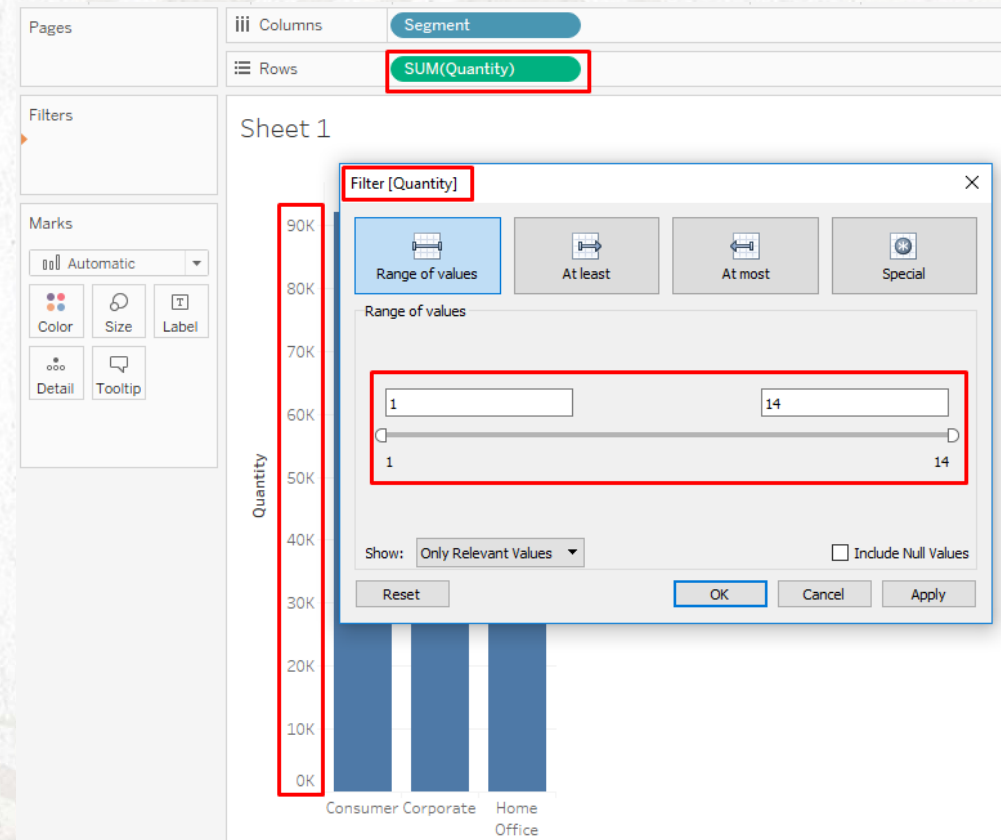 Pages
Columns
Segment
Rows
SUM(Quantity)
Filters
Sheet 1
Marks
Automatic
Color
Size
Label
Detail
Tooltip
Filter [Quantity]
Range of values
At least
At most
Special
Range of values
1
14
1
14
Show:
Only Relevant Values
Include Null Values
Reset
OK
Cancel
Apply
Quantity
90K
80K
70K
60K
50K
40K
30K
20K
10K
0K
Consumer
Corporate
Home
Office